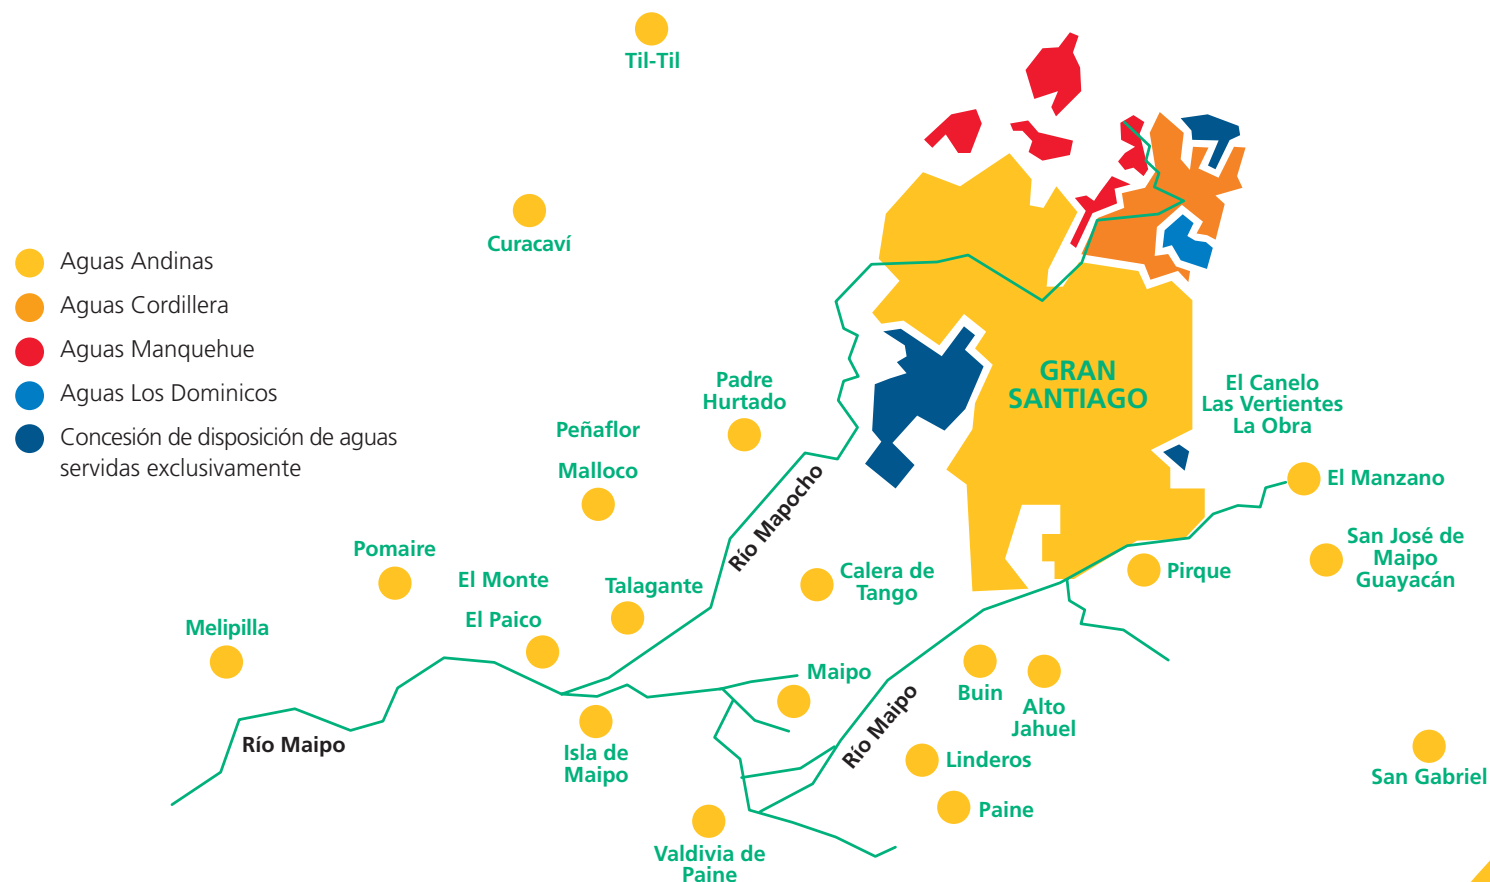 Til-Til
Curacaví
Aguas Andinas
Aguas Cordillera
Aguas Manquehue
Aguas Los Dominicos
Concesión de disposición de aguas
servidas exclusivamente
GRAN
SANTIAGO
El Canelo
Las Vertientes
La Obra
Padre
Hurtado
Peñaflor
Malloco
El Manzano
Río Mapocho
San José de
Maipo
Guayacán
Pomaire
El Monte
Talagante
Calera de
Tango
Pirque
El Paico
Melipilla
Maipo
Buin
Alto
Jahuel
Río Maipo
Río Maipo
Isla de
Maipo
Linderos
San Gabriel
Paine
Valdivia de
Paine